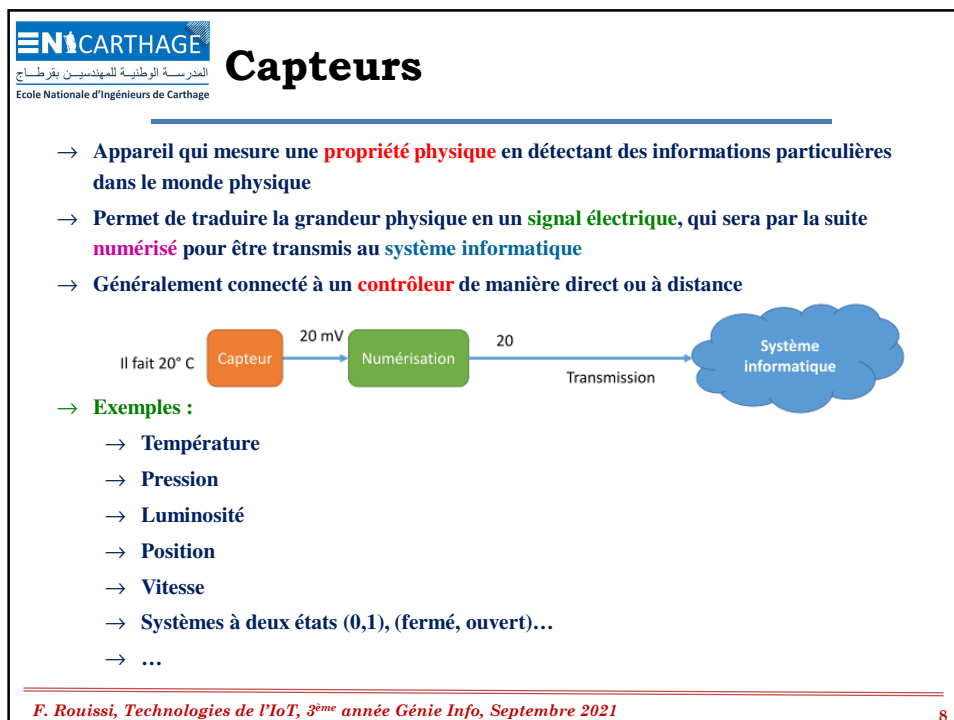 ENICARTHAGE
المدرســة الوطنيـة للمهندسيــن بقرطــاج
Ecole Nationale d'Ingénieurs de Carthage
Capteurs
→ Appareil qui mesure une propriété physique en détectant des informations particulières
dans le monde physique
→ Permet de traduire la grandeur physique en un signal électrique, qui sera par la suite
numérisé pour être transmis au système informatique
→ Généralement connecté à un contrôleur de manière direct ou à distance
Il fait 20° C
Capteur
20 mV
Numérisation
20
Transmission
Système
informatique
→ Exemples :
→ Température
→ Pression
→ Luminosité
→ Position
→ Vitesse
→ Systèmes à deux états (0,1), (fermé, ouvert)…
→ …
F. Rouissi, Technologies de l'IoT, 3ème année Génie Info, Septembre 2021
8